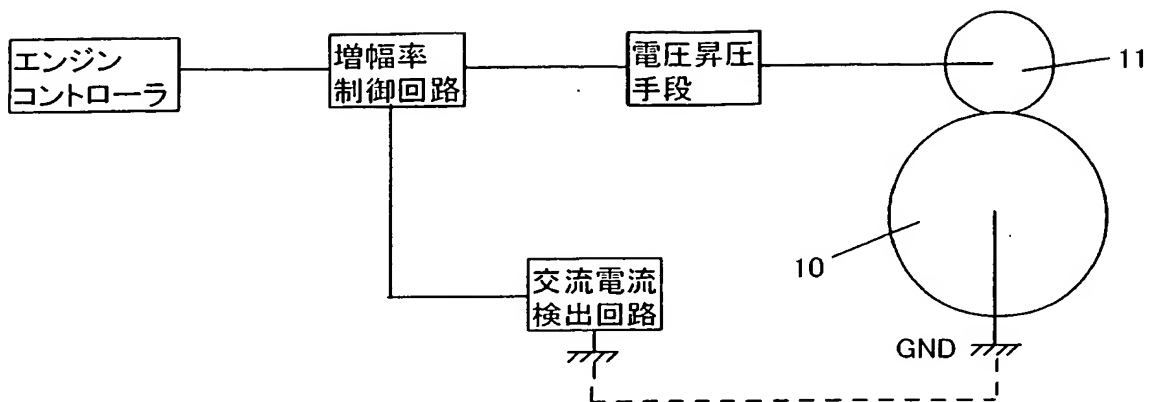 エンジン
コントローラ
増幅率
制御回路
電圧昇圧
手段
11
10
交流電流
検出回路
GND